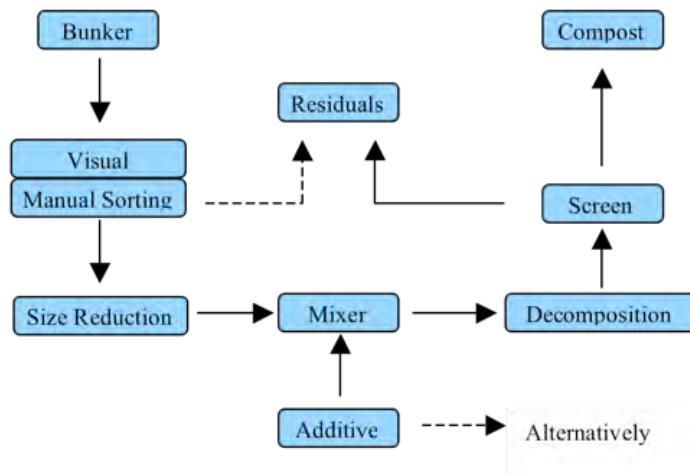 Bunker
Compost
Residuals
Visual
Manual Sorting
Screen
Size Reduction
Mixer
Decomposition
Additive
Alternatively